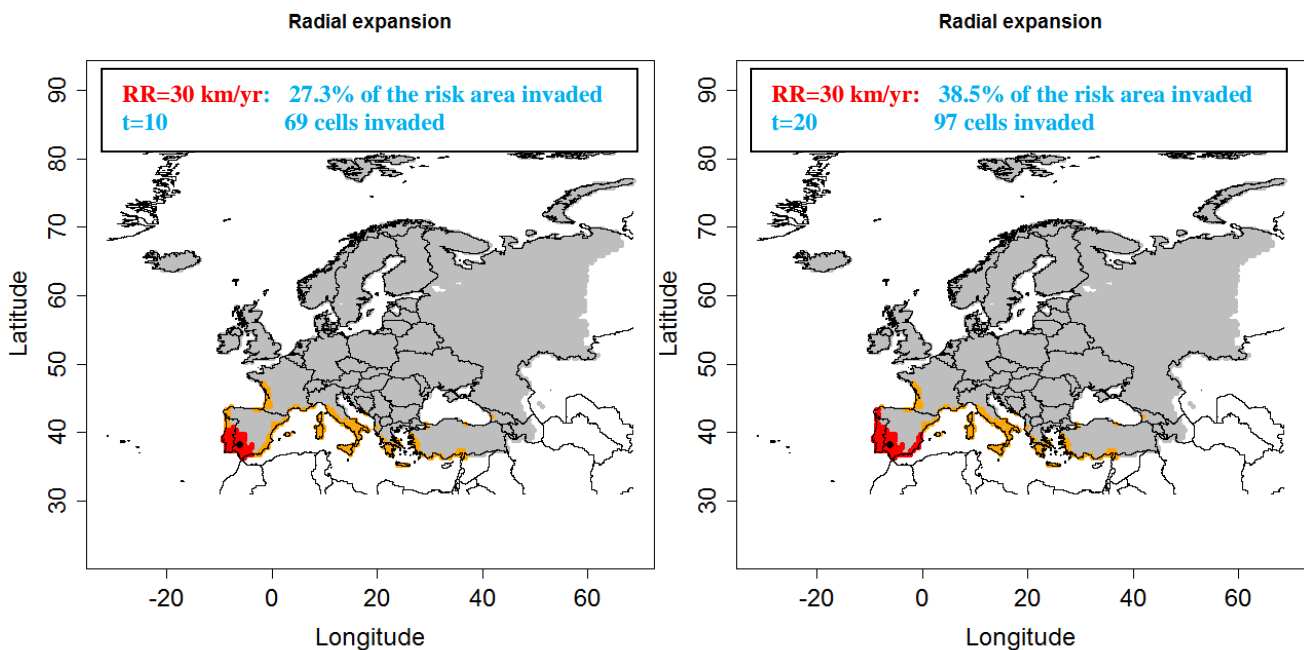 Radial expansion
RR=30 km/yr: 27.3% of the risk area invaded
t=10 69 cells invaded
90
80
70
60
50
40
30
Latitude
-20 0 20 40 60
Longitude
Radial expansion
RR=30 km/yr: 38.5% of the risk area invaded
t=20 97 cells invaded
90
80
70
60
50
40
30
Latitude
-20 0 20 40 60
Longitude